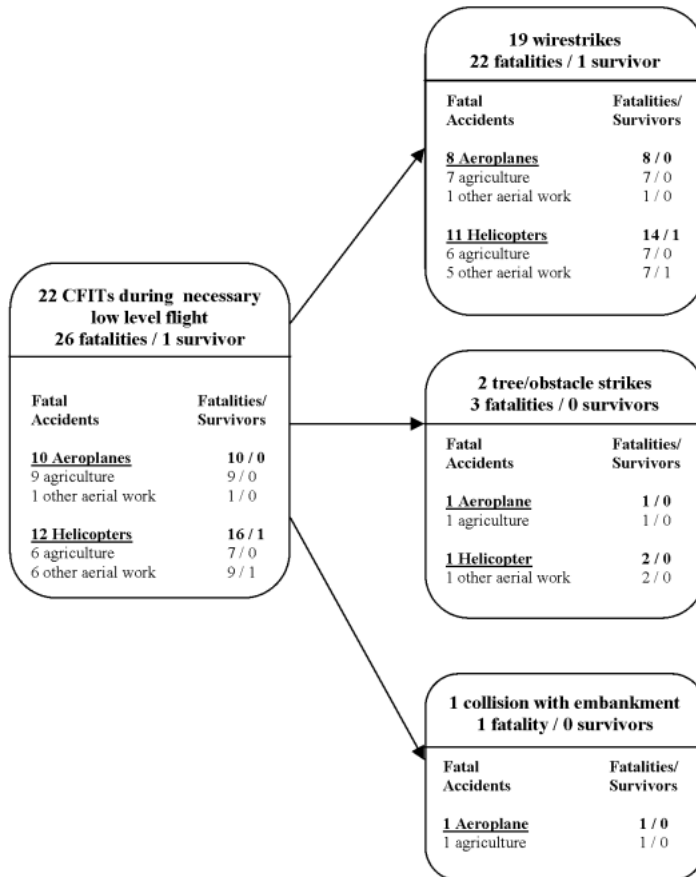 19 wirestrikes
22 fatalities / 1 survivor
Fatal Fatalities/
Accidents Survivors
8 Aeroplanes 8 / 0
7 agriculture 7 / 0
1 other aerial work 1 / 0
11 Helicopters 14 / 1
6 agriculture 7 / 0
5 other aerial work 7 / 1
22 CFITs during necessary
low level flight
26 fatalities / 1 survivor
Fatal Fatalities/
Accidents Survivors
10 Aeroplanes 10 / 0
9 agriculture 9 / 0
1 other aerial work 1 / 0
12 Helicopters 16 / 1
6 agriculture 7 / 0
6 other aerial work 9 / 1
2 tree/obstacle strikes
3 fatalities / 0 survivors
Fatal Fatalities/
Accidents Survivors
1 Aeroplane 1 / 0
1 agriculture 1 / 0
1 Helicopter 2 / 0
1 other aerial work 2 / 0
1 collision with embankment
1 fatality / 0 survivors
Fatal Fatalities/
Accidents Survivors
1 Aeroplane 1 / 0
1 agriculture 1 / 0